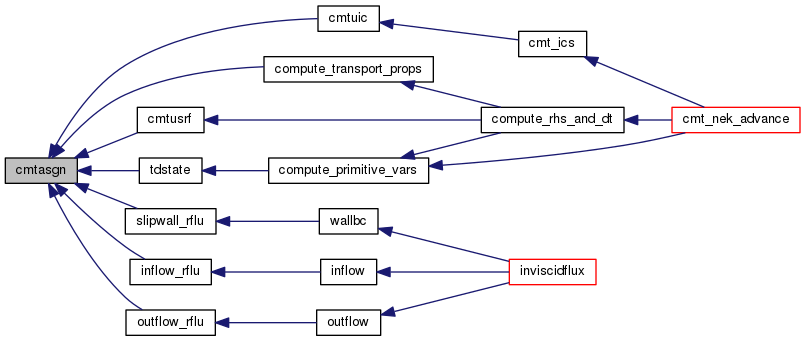 cmtuic
cmt_ics
compute_transport_props
cmtusrf
compute_rhs_and_dt
cmt_nek_advance
cmtasgn
tdstate
compute_primitive_vars
slipwall_rflu
wallbc
inflow_rflu
inflow
inviscidflux
outflow_rflu
outflow